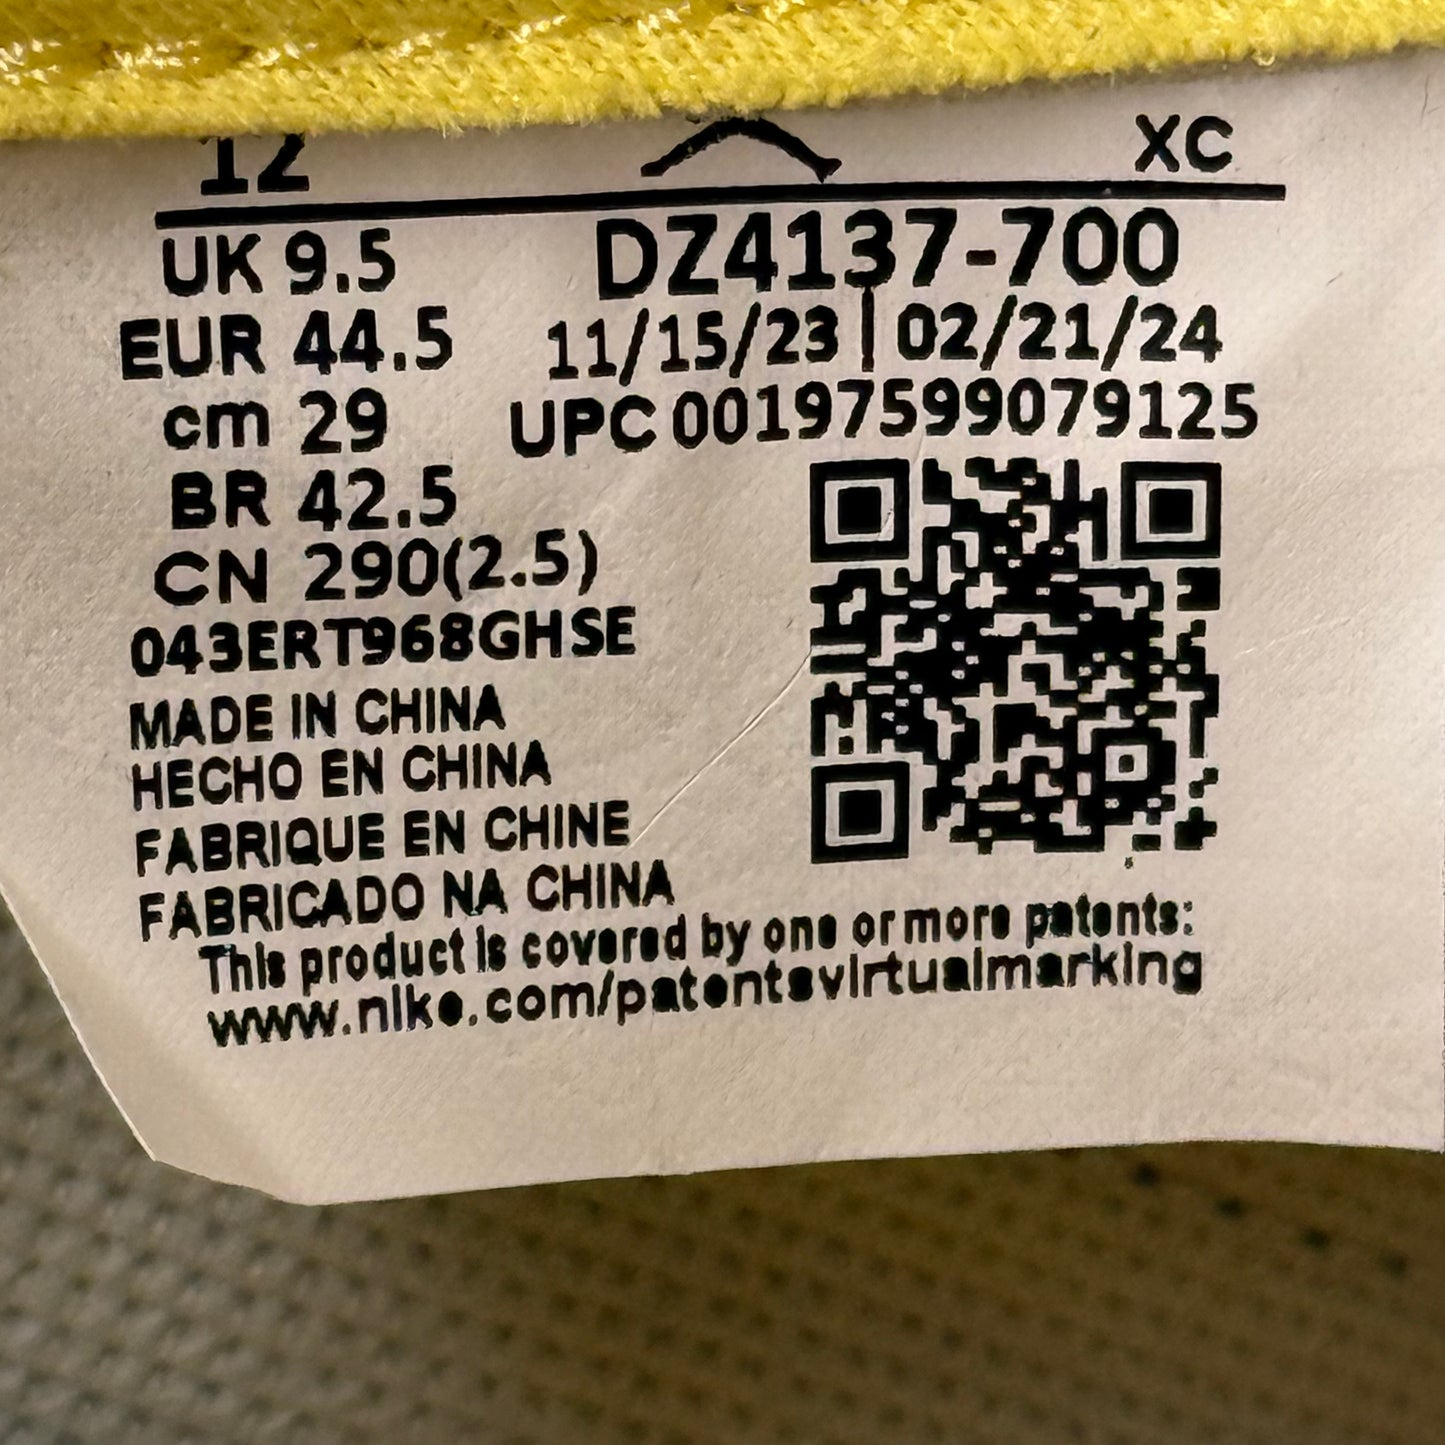 12 XC
UK 9.5 DZ4137-700
EUR 44.5 11/15/23 | 02/21/24
cm 29 UPC 00197599079125
BR 42.5
CN 290(2.5)
043ERT968GHSE
MADE IN CHINA
HECHO EN CHINA
FABRIQUE EN CHINE
FABRICADO NA CHINA
This product is covered by one or more patents:
www.nike.com/patentsvirtualmarking